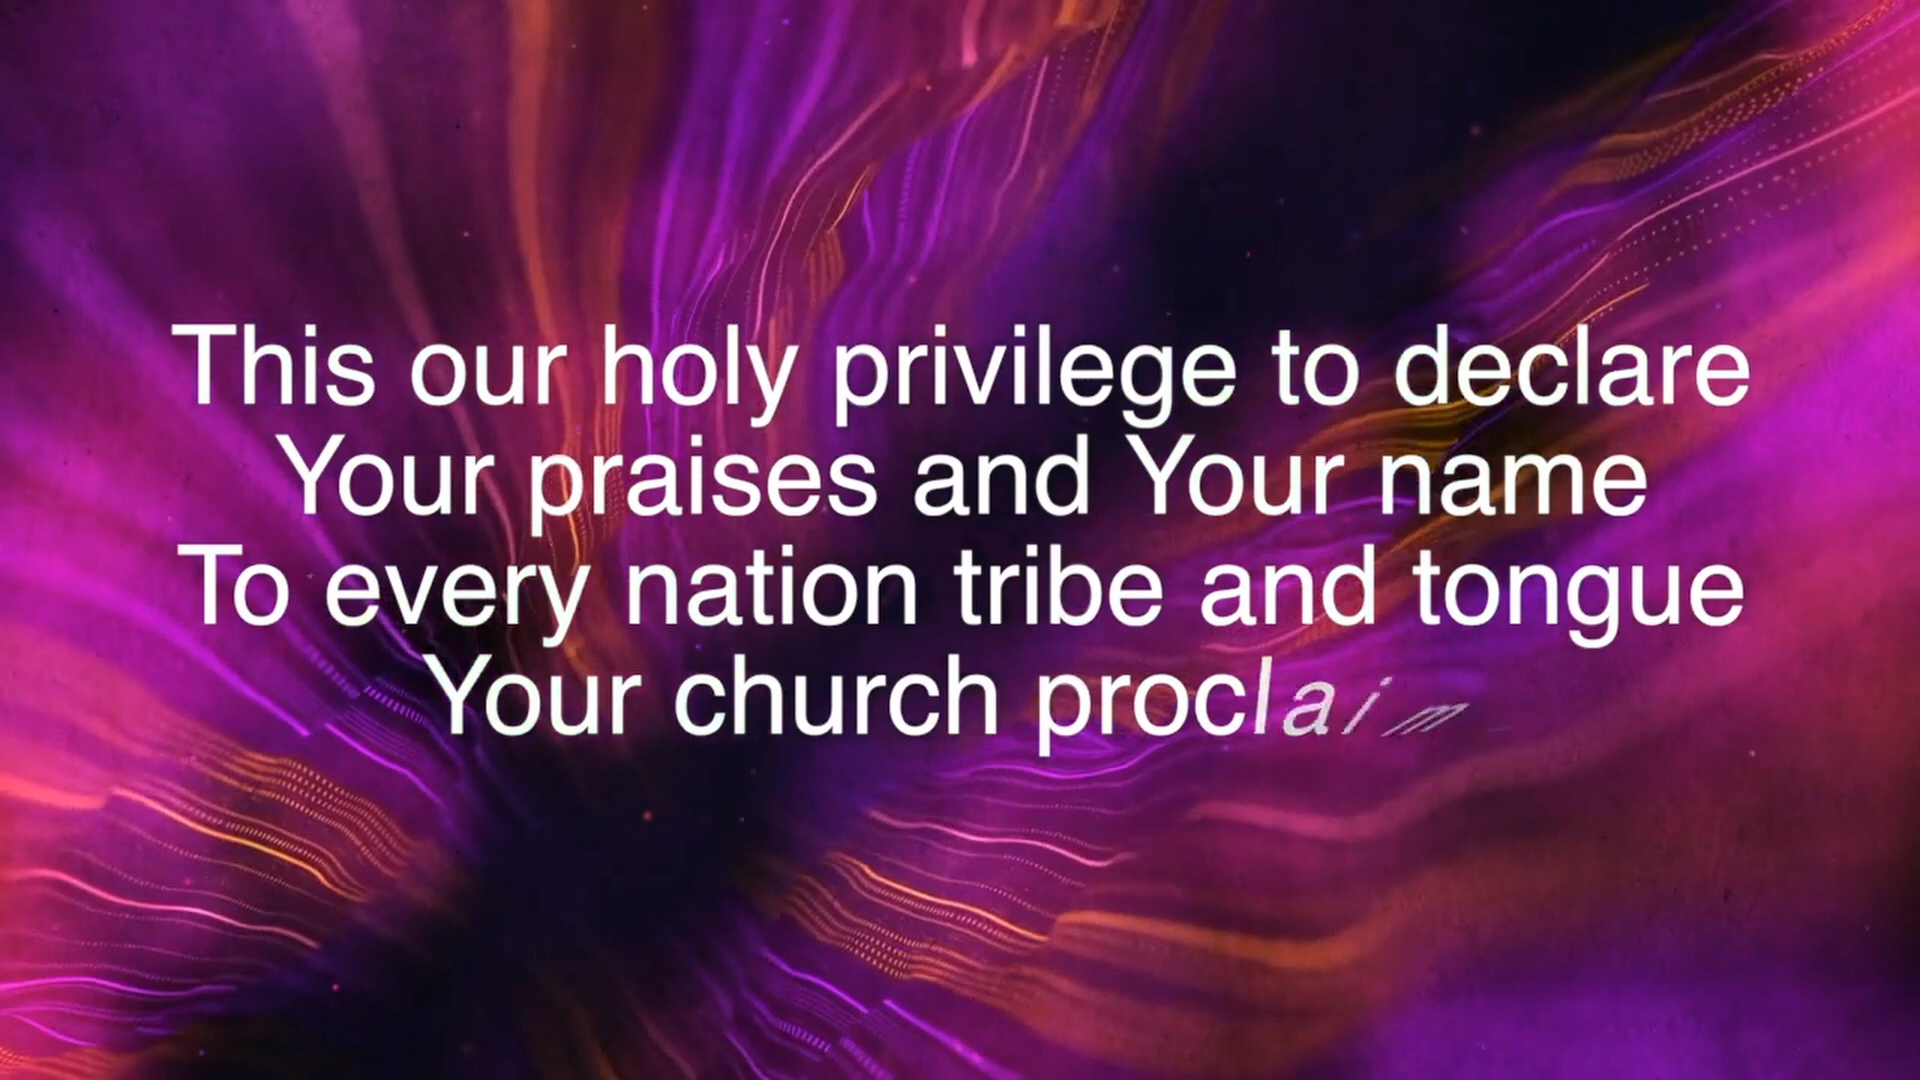 This our holy privilege to declare
Your praises and Your name
To every nation tribe and tongue
Your church proclaim